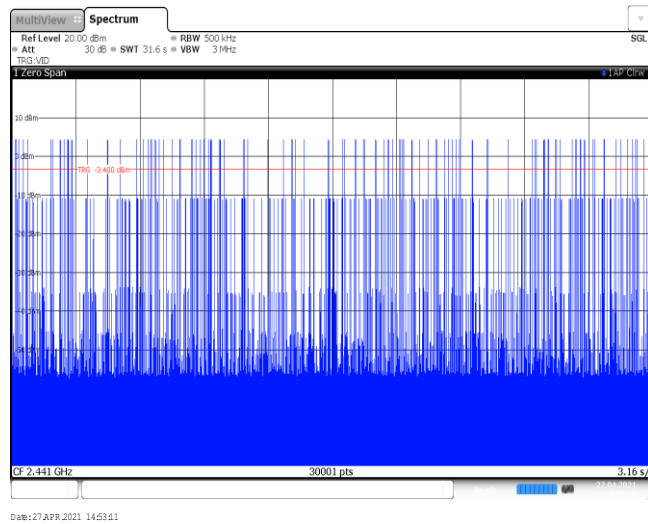 MultiView Spectrum
Ref Level 20.00 dBm RBW 500 kHz SGL
Att 30 dB SWT 31.6 s VBW 3 MHz
TRG:VID
1 Zero Span 1AP Clrw
10 dBm
0 dBm
TRG -3.400 dBm
-10 dBm
-20 dBm
-30 dBm
-40 dBm
CF 2.441 GHz 30001 pts 3.16 s/
Date: 27.APR.2021 14:53:11